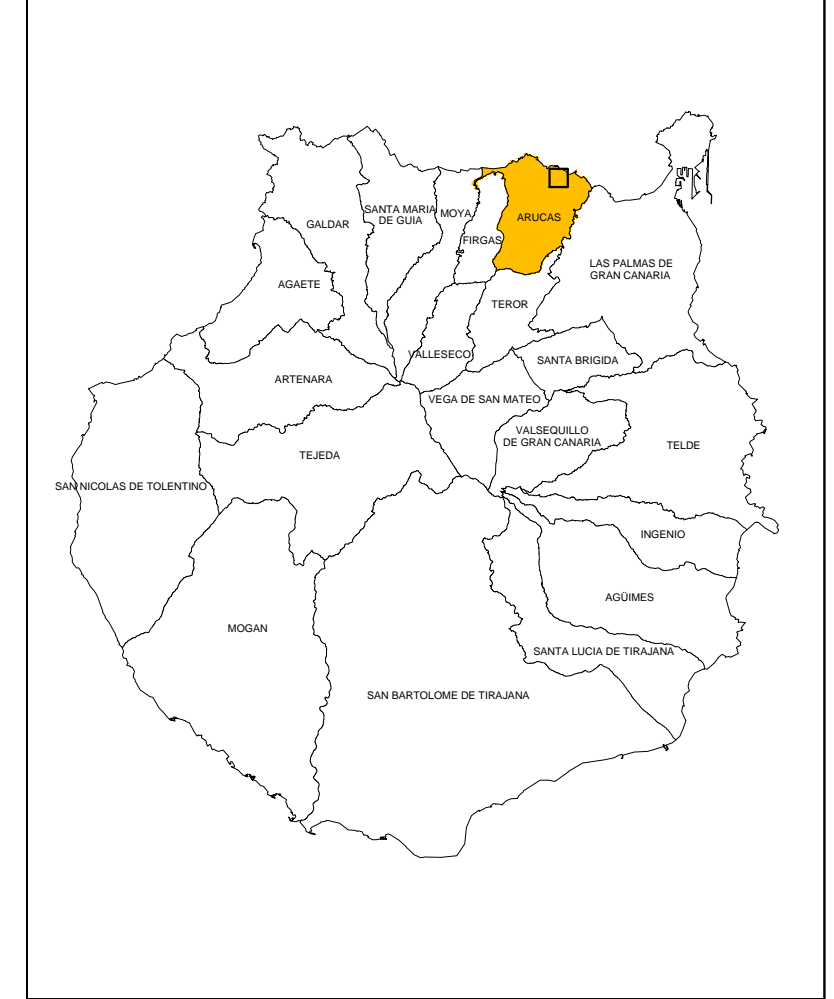 GALDAR
SANTA MARIA
DE GUIA
MOYA
FIRGAS
ARUCAS
LAS PALMAS DE
GRAN CANARIA
AGAETE
TEROR
VALLESECO
SANTA BRIGIDA
ARTENARA
VEGA DE SAN MATEO
VALSEQUILLO
DE GRAN CANARIA
TELDE
TEJEDA
SAN NICOLAS DE TOLENTINO
INGENIO
AGÜIMES
MOGAN
SANTA LUCIA DE TIRAJANA
SAN BARTOLOME DE TIRAJANA